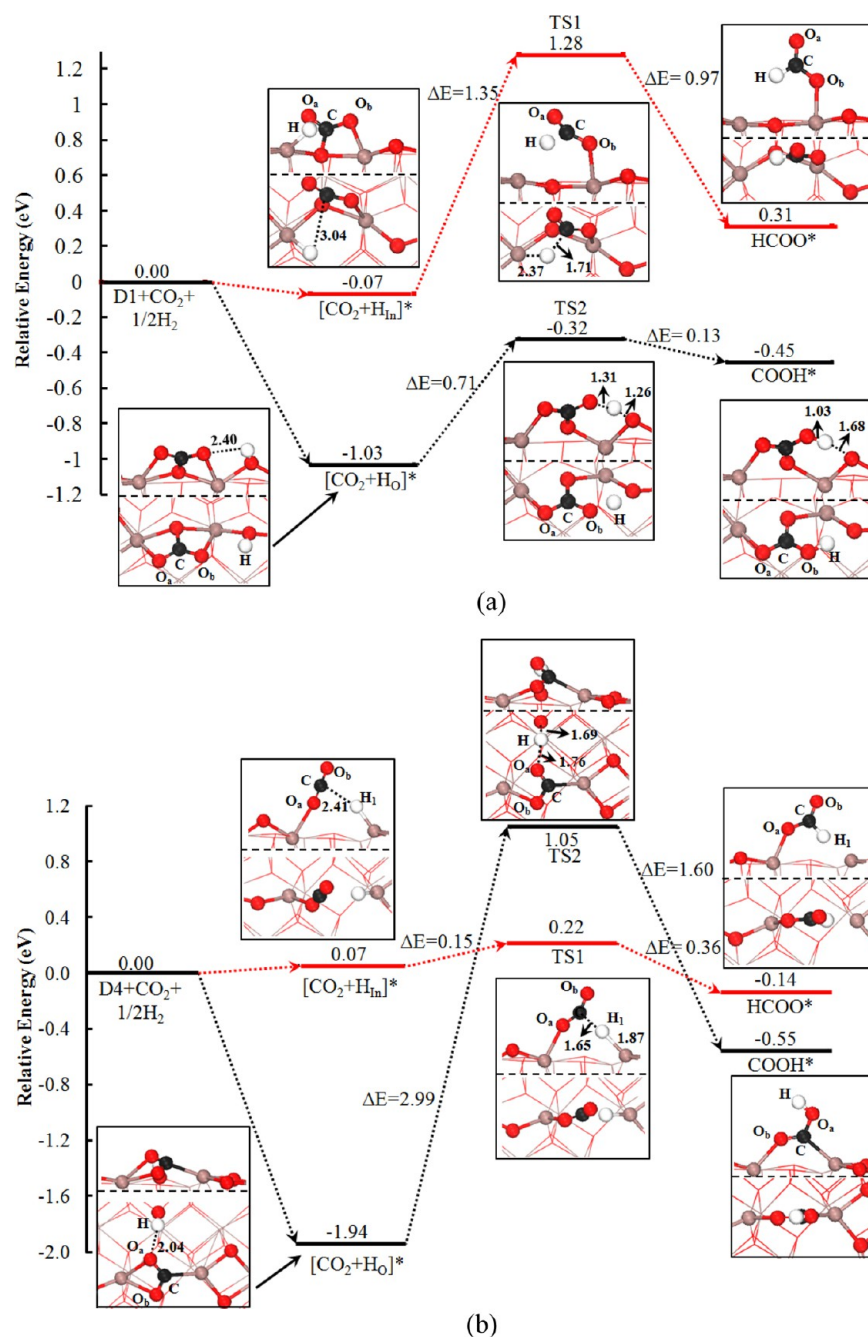 TS1
1.28
1.2
1.0
0.8
0.6
0.4
0.2
0
-0.2
-0.4
-0.6
-0.8
-1
-1.2
Relative Energy (eV)
ΔE=1.35
ΔE= 0.97
Oa
C
Ob
H
3.04
Oa
C
H
Ob
2.37
1.71
Oa
C
H
Ob
0.00
D1+CO2+
1/2H2
-0.07
[CO2+HIn]*
0.31
HCOO*
TS2
-0.32
ΔE=0.71
ΔE= 0.13
-0.45
COOH*
2.40
Oa
C
Ob
H
-1.03
[CO2+HO]*
1.31
1.26
Oa
C
Ob
H
1.03
1.68
Oa
C
Ob
H
(a)
1.2
0.8
0.4
0.0
-0.4
-0.8
-1.2
-1.6
-2.0
Relative Energy (eV)
H
1.69
1.76
Oa
Ob
C
1.05
TS2
Ob
C
Oa
2.41
H1
C
Ob
Oa
H1
0.00
D4+CO2+
1/2H2
0.07
[CO2+HIn]*
ΔE=0.15
0.22
TS1
ΔE=1.60
ΔE=0.36
-0.14
HCOO*
-0.55
COOH*
Ob
C
Oa
H1
1.65
1.87
ΔE=2.99
H
Oa
2.04
Ob
C
-1.94
[CO2+HO]*
H
Oa
Ob
C
(b)